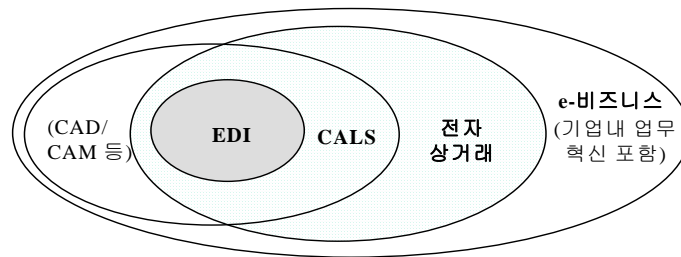 (CAD/
CAM 등)
EDI
CALS
전자
상거래
e-비즈니스
(기업내 업무
혁신 포함)